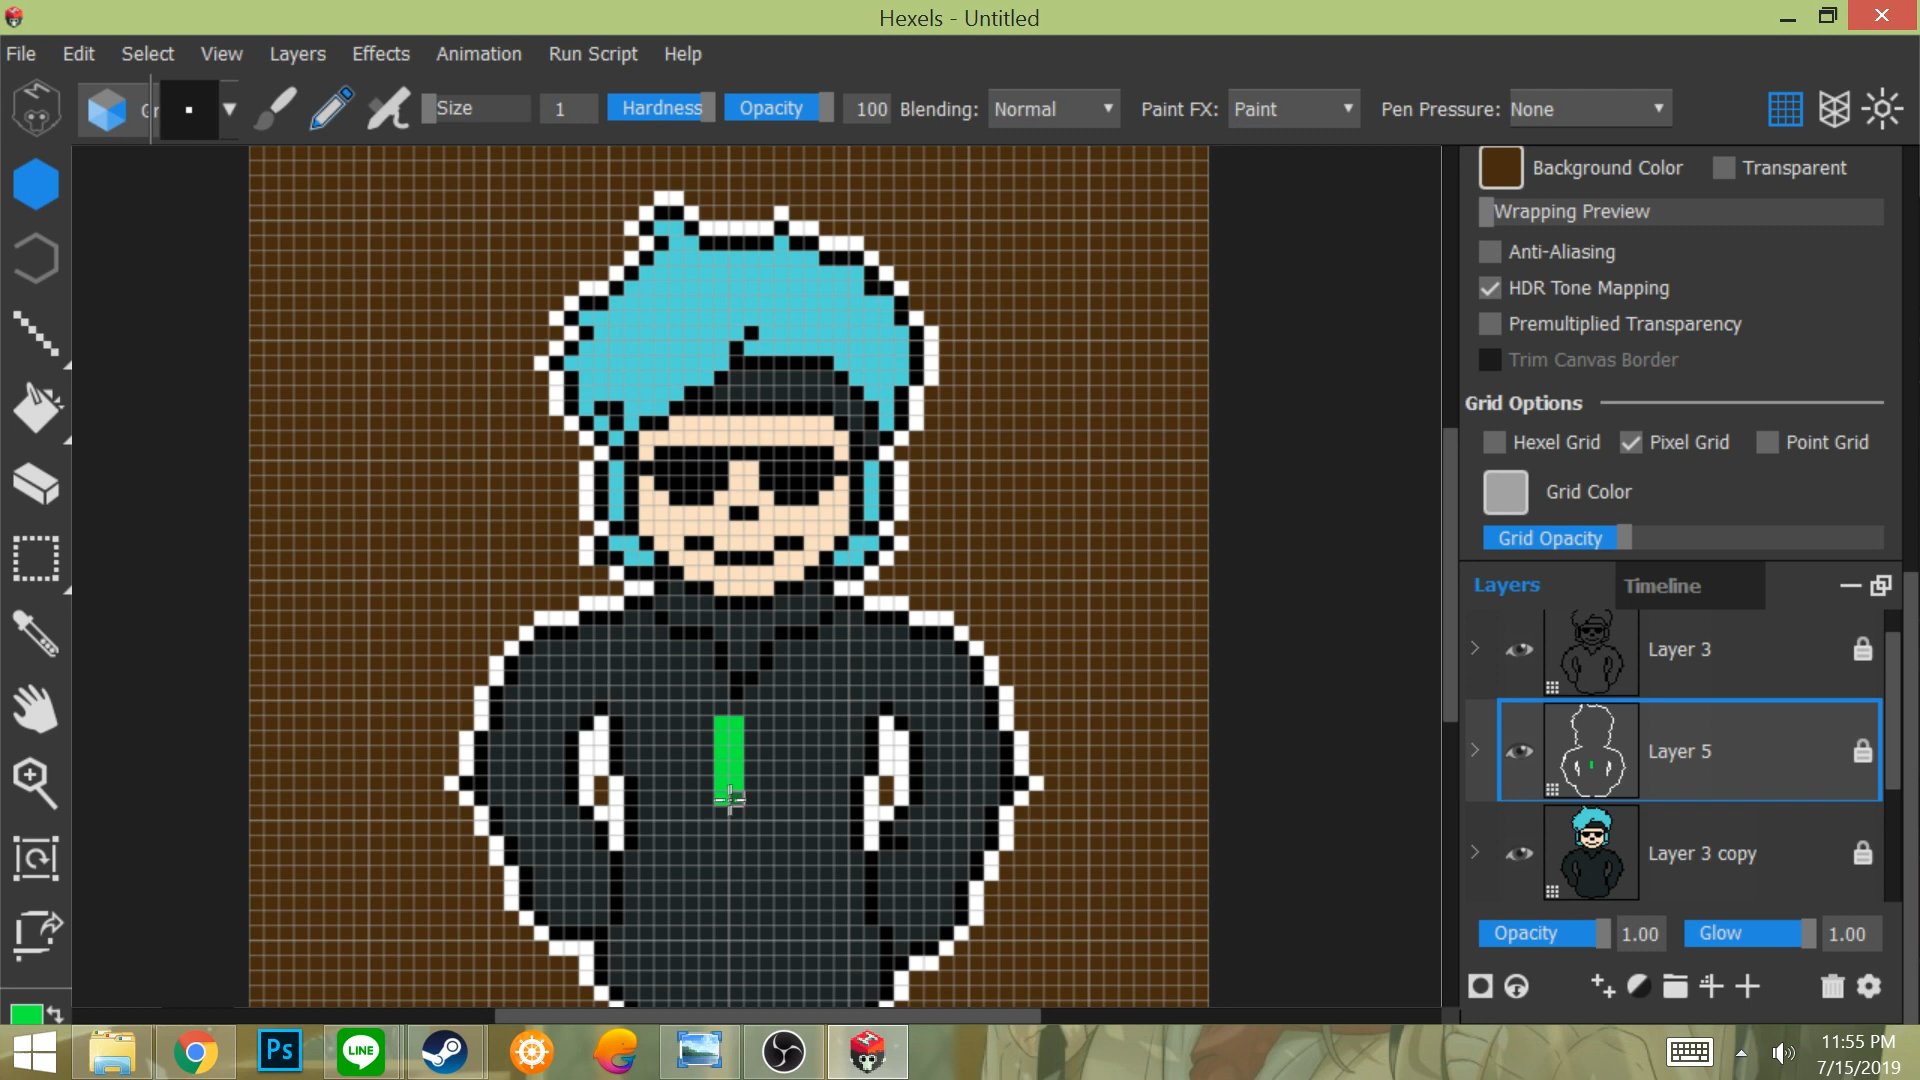 Hexels - Untitled
File Edit Select View Layers Effects Animation Run Script Help
Size 1 Hardness Opacity 100 Blending: Normal Paint FX: Paint Pen Pressure: None
Background Color Transparent
Wrapping Preview
Anti-Aliasing
HDR Tone Mapping
Premultiplied Transparency
Trim Canvas Border
Grid Options
Hexel Grid Pixel Grid Point Grid
Grid Color
Grid Opacity
Layers Timeline
Layer 3
Layer 5
Layer 3 copy
Opacity 1.00 Glow 1.00
Ps LINE
11:55 PM
7/15/2019